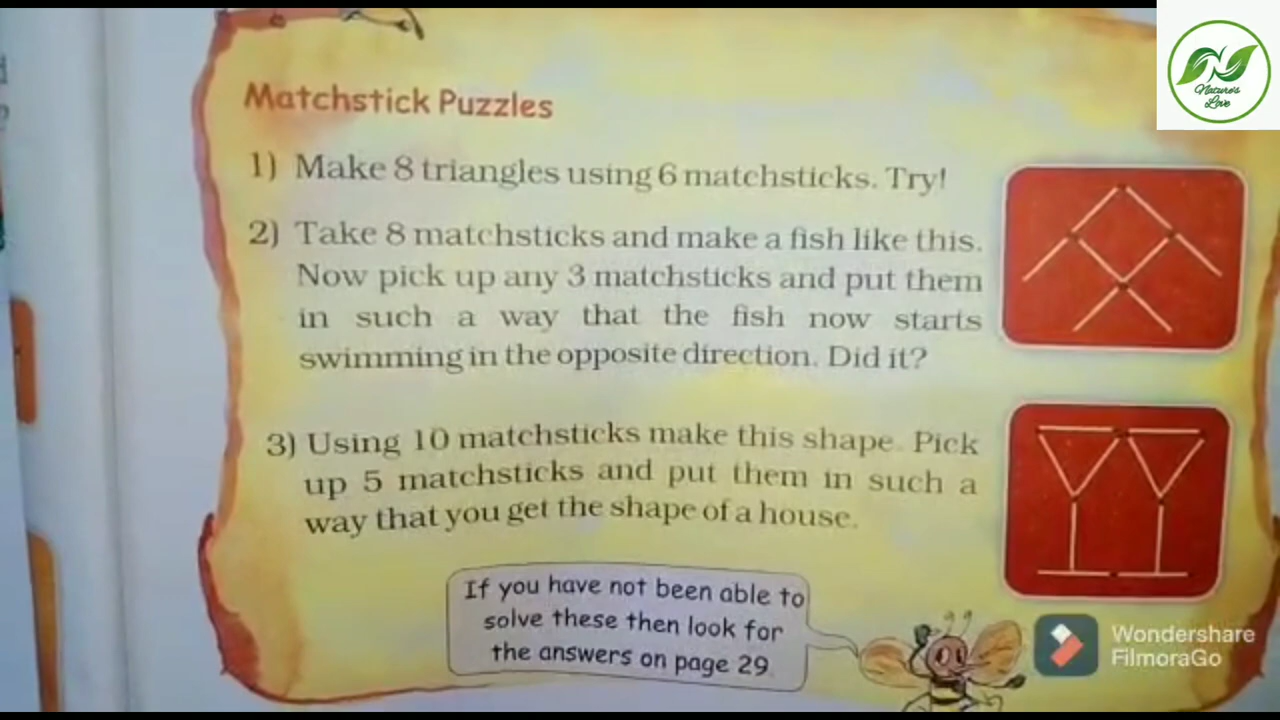 Nature's
Love
Matchstick Puzzles
1) Make 8 triangles using 6 matchsticks. Try!
2) Take 8 matchsticks and make a fish like this.
Now pick up any 3 matchsticks and put them
in such a way that the fish now starts
swimming in the opposite direction. Did it?
3) Using 10 matchsticks make this shape. Pick
up 5 matchsticks and put them in such a
way that you get the shape of a house.
If you have not been able to
solve these then look for
the answers on page 29.
Wondershare
FilmoraGo